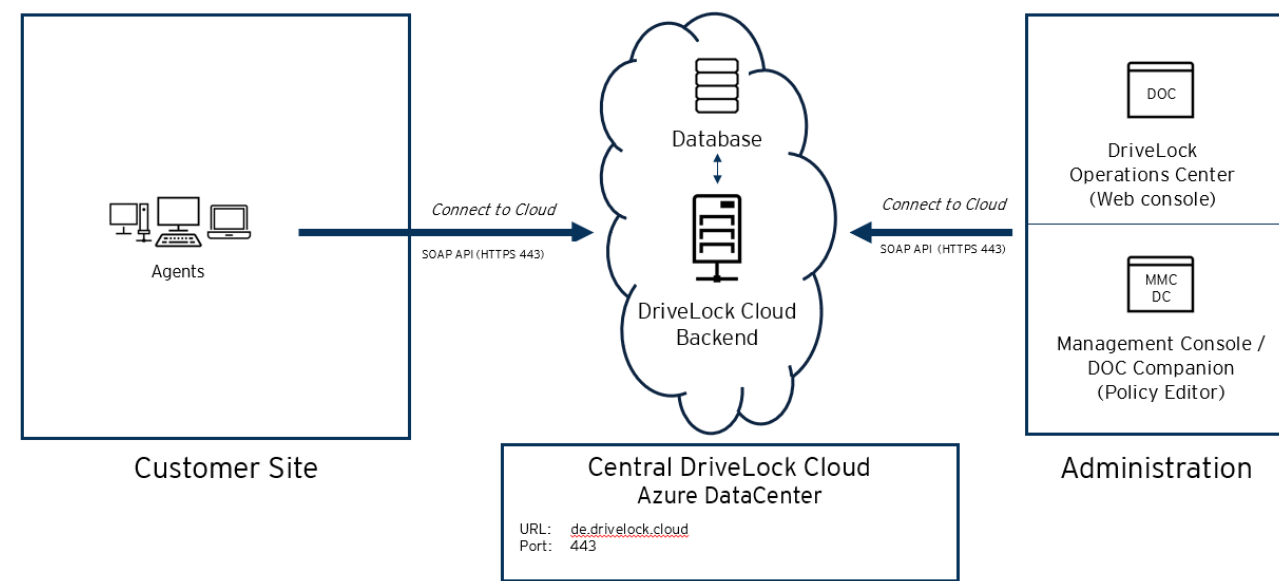 Agents
Customer Site
Connect to Cloud
SOAP API (HTTPS 443)
Database
DriveLock Cloud
Backend
Connect to Cloud
SOAP API (HTTPS 443)
DOC
DriveLock
Operations Center
(Web console)
MMC
DC
Management Console /
DOC Companion
(Policy Editor)
Administration
Central DriveLock Cloud
Azure DataCenter
URL: de.drivelock.cloud
Port: 443